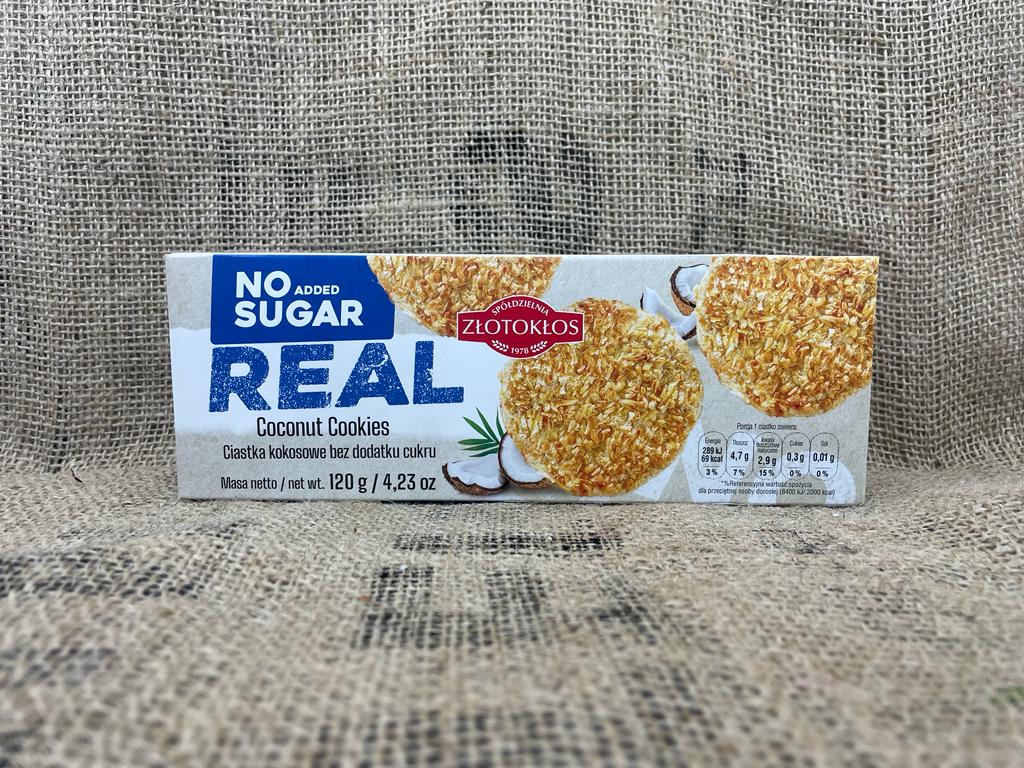 NO ADDED
SUGAR
REAL
Coconut Cookies
Ciastka kokosowe bez dodatku cukru
Masa netto / net wt. 120 g / 4,23 oz
SPÓŁDZIELNIA
ZŁOTOKŁOS
1978
Porcja 1 ciastko zawiera:
Energia
289 kJ
69 kcal
3 %
Tłuszcz
4,7 g
7 %
kwasy
tłuszczowe
nasycone
2,9 g
15 %
Cukier
0,3 g
0 %
Sól
0,01 g
0 %
*%Referencyjna wartość spożycia
dla przeciętnej osoby dorosłej (8400 kJ/ 2000 kcal)